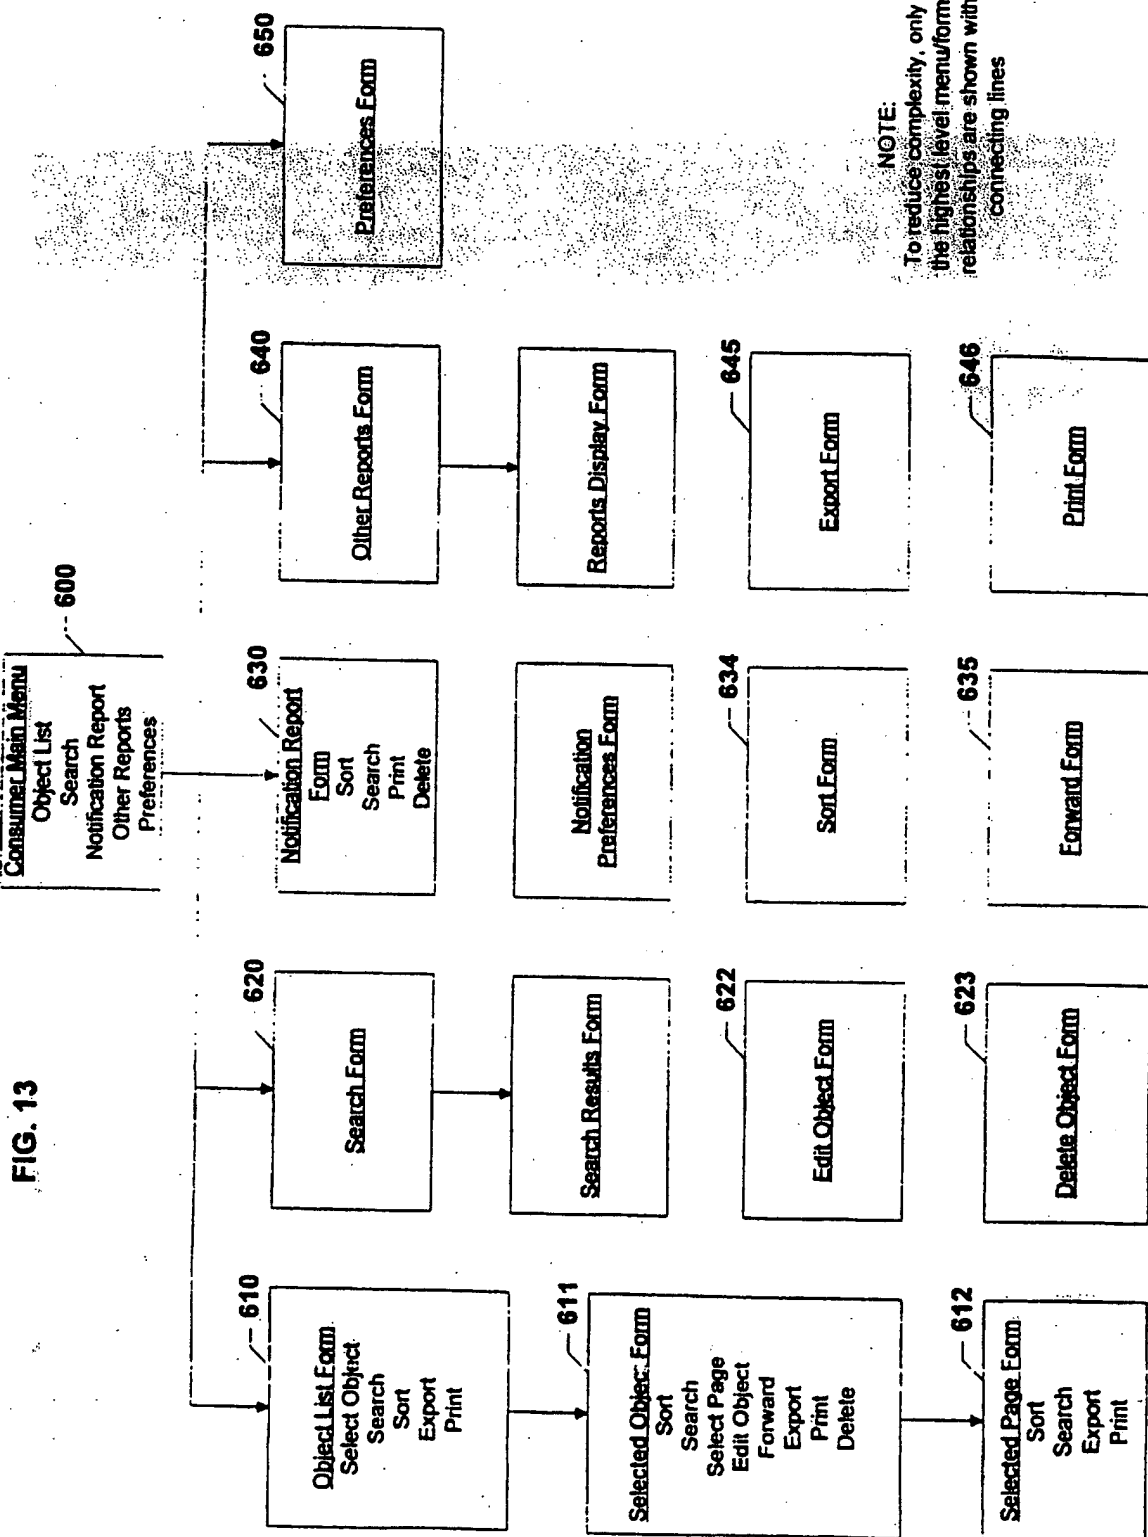 FIG. 13
Consumer Main Menu
Object List
Search
Notification Report
Other Reports
Preferences
600
610
Object List Form
Select Object
Search
Sort
Export
Print
620
Search Form
630
Notification Report
Form
Sort
Search
Print
Delete
640
Other Reports Form
650
Preferences Form
611
Selected Object Form
Sort
Search
Select Page
Edit Object
Forward
Export
Print
Delete
Search Results Form
Notification
Preferences Form
Reports Display Form
622
Edit Object Form
634
Sort Form
645
Export Form
612
Selected Page Form
Sort
Search
Export
Print
623
Delete Object Form
635
Forward Form
646
Print Form
NOTE:
To reduce complexity, only
the highest level menu/form
relationships are shown with
connecting lines